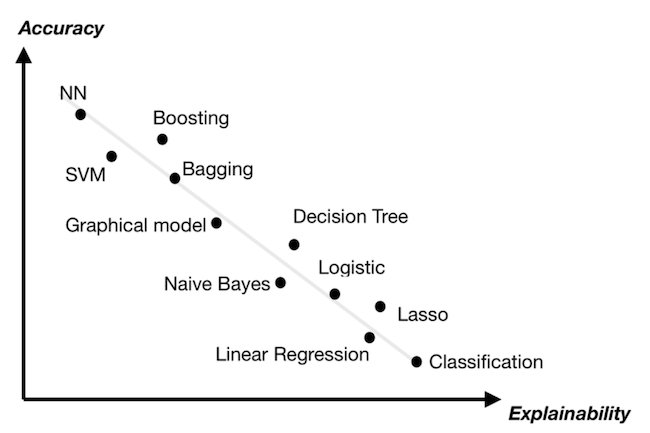 Accuracy
NN
Boosting
SVM
Bagging
Graphical model
Decision Tree
Naive Bayes
Logistic
Lasso
Linear Regression
Classification
Explainability